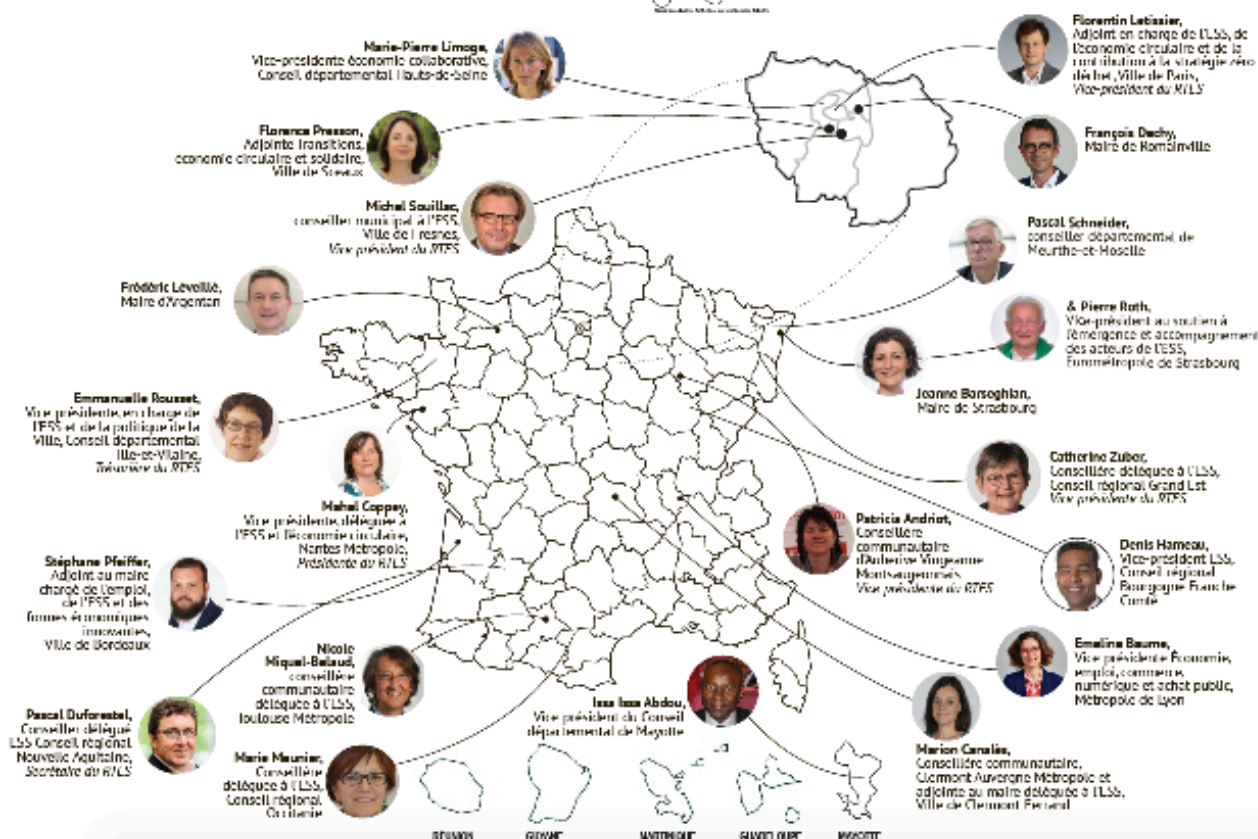 Marie-Pierre Limoge,
Vice-présidente économie collaborative,
Conseil départemental Hauts-de-Seine
Florence Presson,
Adjointe Transitions,
économie circulaire et solidaire,
Ville de Sceaux
Michel Souillac,
conseiller municipal à l'ESS,
Ville de Fresnes,
Vice président du RTES
Frédéric Léveillé,
Maire d'Argentan
Emmanuelle Rousset,
Vice présidente, en charge de
l'ESS et de la politique de la
Ville, Conseil départemental
Ille-et-Vilaine,
Trésorière du RTES
Mahel Coppey,
Vice présidente, déléguée à
l'ESS et l'économie circulaire,
Nantes Métropole,
Présidente du RTES
Stéphane Pfeiffer,
Adjoint au maire
chargé de l'emploi,
de l'ESS et des
formes économiques
innovantes,
Ville de Bordeaux
Nicole
Miquel-Belaud,
conseillère
communautaire
déléguée à l'ESS,
Toulouse Métropole
Pascal Duforestel,
Conseiller délégué
ESS Conseil régional
Nouvelle Aquitaine,
Secrétaire du RTES
Marie Meunier,
Conseillère
déléguée à l'ESS,
Conseil régional
Occitanie
Florentin Letissier,
Adjoint en charge de l'ESS, de
l'économie circulaire et de la
contribution à la stratégie zéro
déchet, Ville de Paris,
Vice-président du RTES
François Dechy,
Maire de Romainville
Pascal Schneider,
conseiller départemental de
Meurthe-et-Moselle
& Pierre Roth,
Vice-président au soutien à
l'émergence et accompagnement
des acteurs de l'ESS,
Eurométropole de Strasbourg
Jeanne Barseghian,
Maire de Strasbourg
Catherine Zuber,
Conseillère déléguée à l'ESS,
Conseil régional Grand Est
Vice présidente du RTES
Patricia Andriot,
Conseillère
communautaire
d'Auberive Vingeanne
Montsaugeonnais
Vice présidente du RTES
Denis Hameau,
Vice-président ESS,
Conseil régional
Bourgogne Franche
Comté
Emeline Baume,
Vice présidente Économie,
emploi, commerce,
numérique et achat public,
Métropole de Lyon
Marion Canalès,
Conseillère communautaire,
Clermont Auvergne Métropole et
adjointe au maire déléguée à l'ESS,
Ville de Clermont Ferrand
Issa Issa Abdou,
Vice président du Conseil
départemental de Mayotte
RÉUNION
GUYANE
MARTINIQUE
GUADELOUPE
MAYOTTE